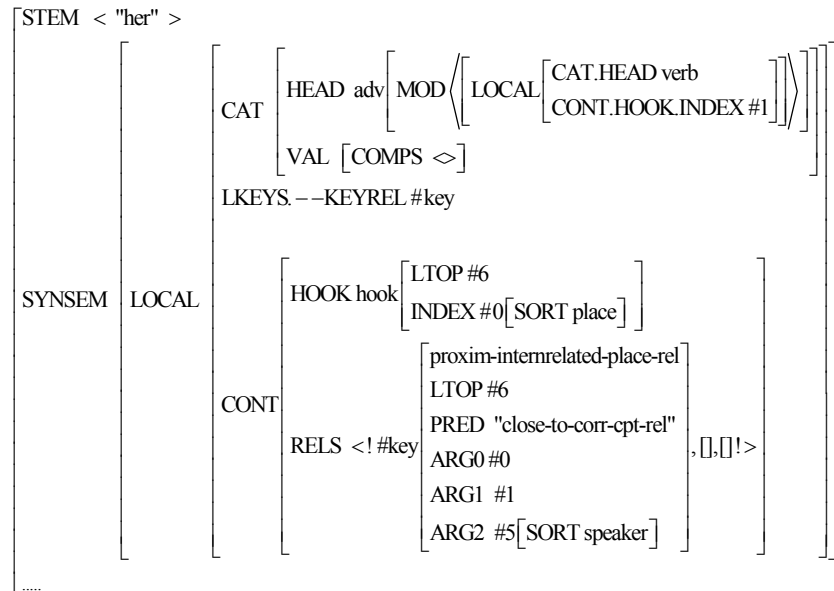 STEM < "her" >
CAT.HEAD verb
HEAD adv MOD LOCAL
CONT.HOOK.INDEX #1
CAT
VAL [COMPS <>]
LKEYS.--KEYREL #key
LTOP #6
SYNSEM LOCAL HOOK hook
INDEX #0[SORT place]
proxim-internrelated-place-rel
LTOP #6
CONT
PRED "close-to-corr-cpt-rel"
RELS <! #key ,[],[]!>
ARG0 #0
ARG1 #1
ARG2 #5[SORT speaker]
.....